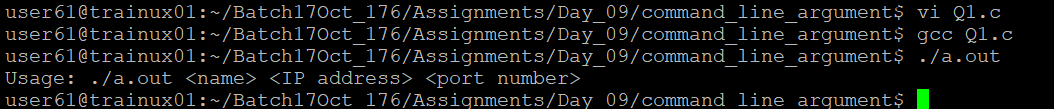 user61@trainux01:~/Batch17Oct_176/Assignments/Day_09/command_line_argument$ vi Q1.c
user61@trainux01:~/Batch17Oct_176/Assignments/Day_09/command_line_argument$ gcc Q1.c
user61@trainux01:~/Batch17Oct_176/Assignments/Day_09/command_line_argument$ ./a.out
Usage: ./a.out <name> <IP address> <port number>
user61@trainux01:~/Batch17Oct_176/Assignments/Day_09/command_line_argument$